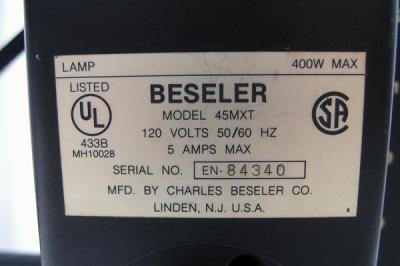 LAMP 400W MAX
LISTED
UL
433B
MH10028
BESELER
MODEL 45MXT
120 VOLTS 50/60 HZ
5 AMPS MAX
SA
SERIAL NO. EN-84340
MFD. BY CHARLES BESELER CO.
LINDEN, N.J. U.S.A.
x